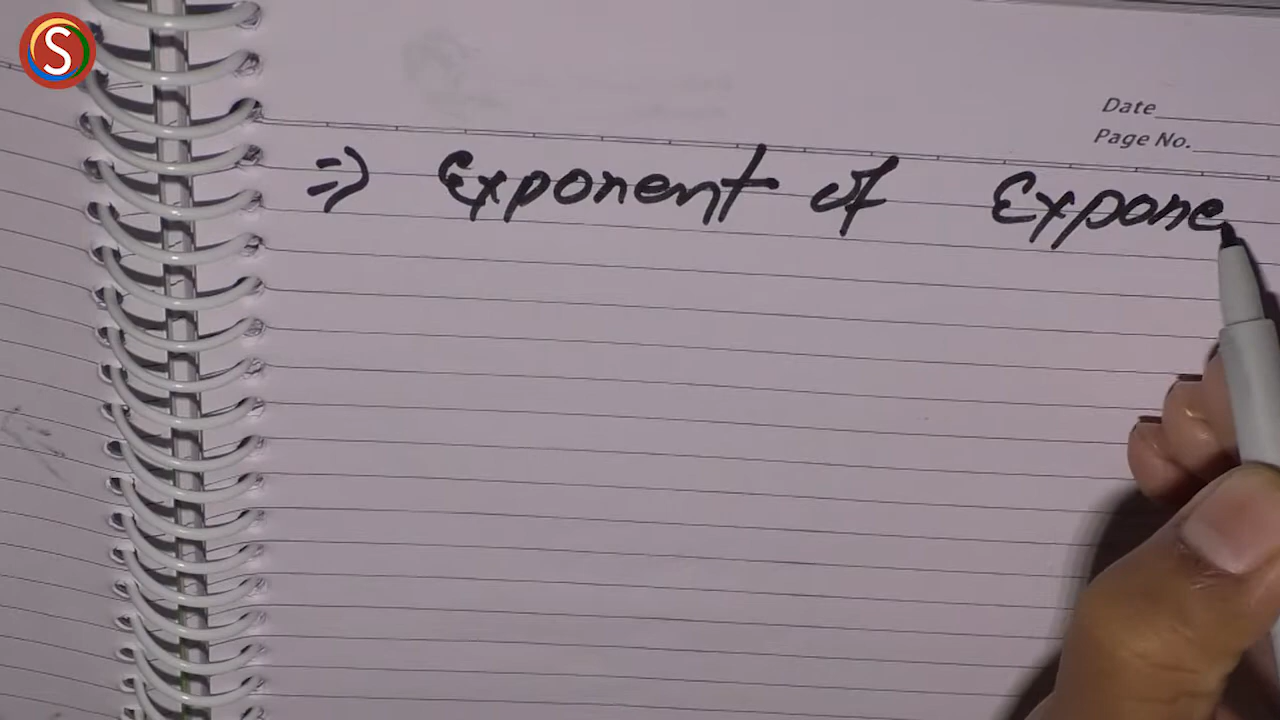 S
Date
Page No.
⇒ Exponent of Expone